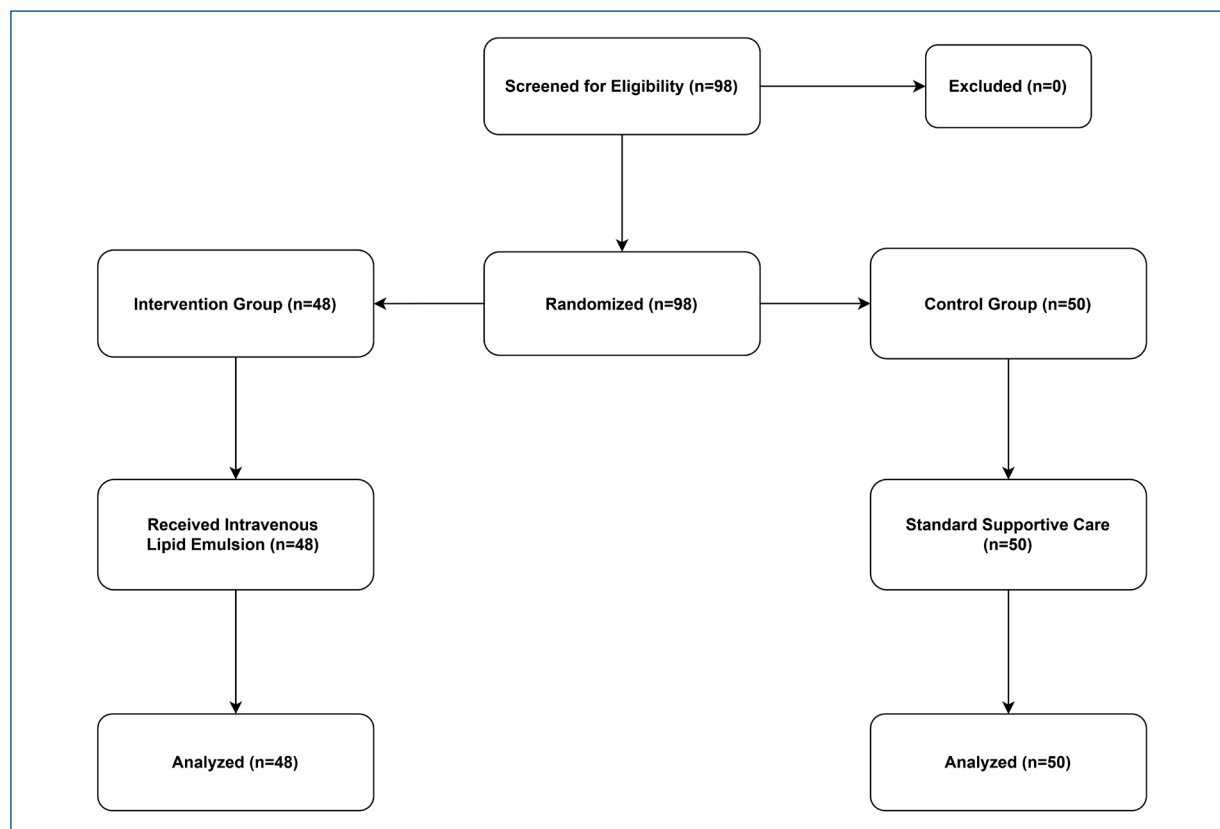 Screened for Eligibility (n=98)
Excluded (n=0)
Intervention Group (n=48)
Randomized (n=98)
Control Group (n=50)
Received Intravenous
Lipid Emulsion (n=48)
Standard Supportive Care
(n=50)
Analyzed (n=48)
Analyzed (n=50)